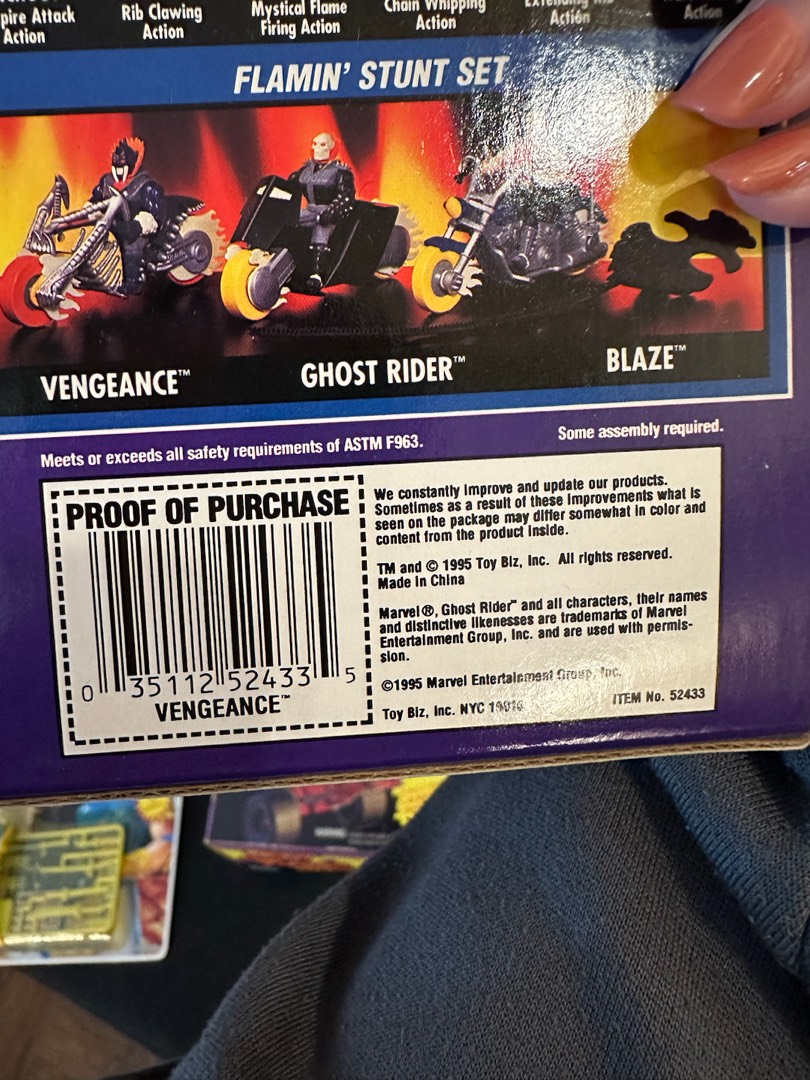 pire Attack
Action
Rib Clawing
Action
Mystical Flame
Firing Action
Chain Whipping
Action
Action
Action
FLAMIN' STUNT SET
VENGEANCE™
GHOST RIDER™
BLAZE™
Meets or exceeds all safety requirements of ASTM F963.
Some assembly required.
PROOF OF PURCHASE
0 35112 52433 5
VENGEANCE™
We constantly improve and update our products.
Sometimes as a result of these improvements what is
seen on the package may differ somewhat in color and
content from the product inside.
TM and © 1995 Toy Biz, Inc. All rights reserved.
Made in China
Marvel®, Ghost Rider™ and all characters, their names
and distinctive likenesses are trademarks of Marvel
Entertainment Group, Inc. and are used with permis-
sion.
©1995 Marvel Entertainment Group, Inc.
Toy Biz, Inc. NYC
ITEM No. 52433